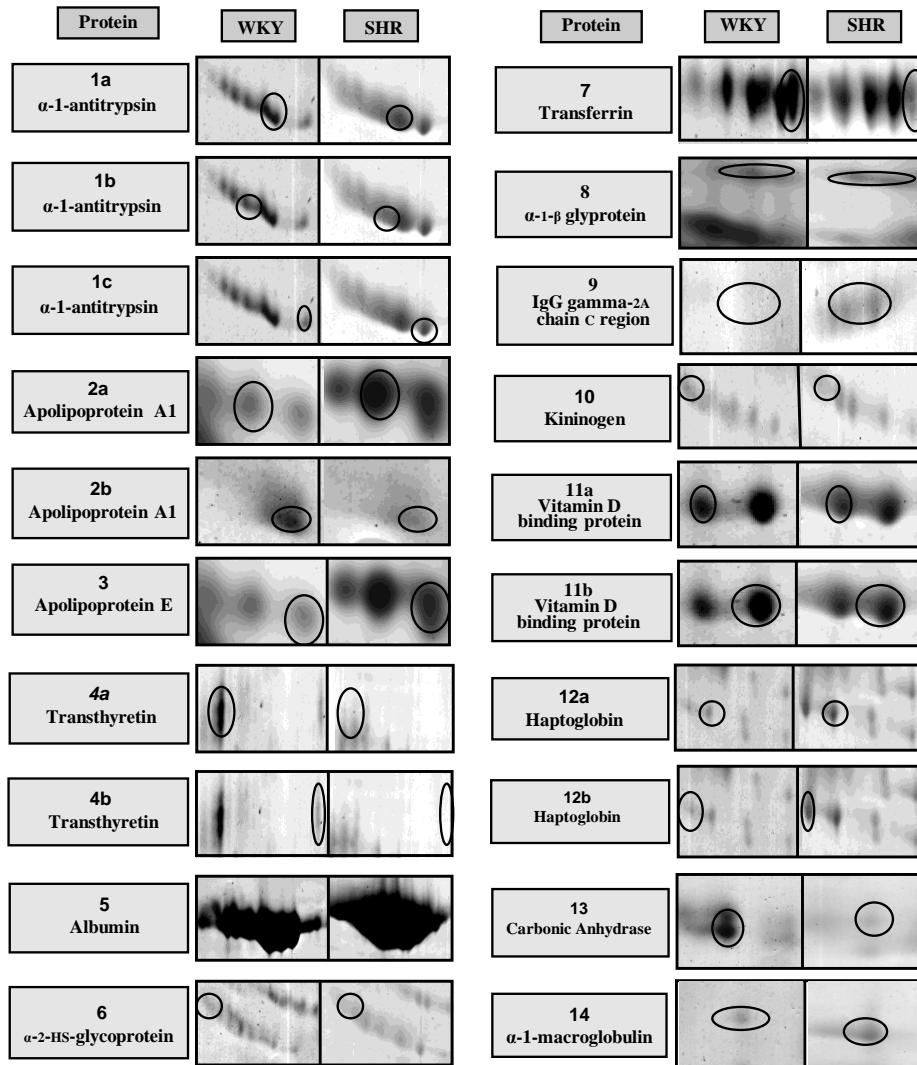 Protein
WKY
SHR
1a
α-1-antitrypsin
1b
α-1-antitrypsin
1c
α-1-antitrypsin
2a
Apolipoprotein A1
2b
Apolipoprotein A1
3
Apolipoprotein E
4a
Transthyretin
4b
Transthyretin
5
Albumin
6
α-2-HS-glycoprotein
Protein
WKY
SHR
7
Transferrin
8
α-1-β glyprotein
9
IgG gamma-2A
chain C region
10
Kininogen
11a
Vitamin D
binding protein
11b
Vitamin D
binding protein
12a
Haptoglobin
12b
Haptoglobin
13
Carbonic Anhydrase
14
α-1-macroglobulin